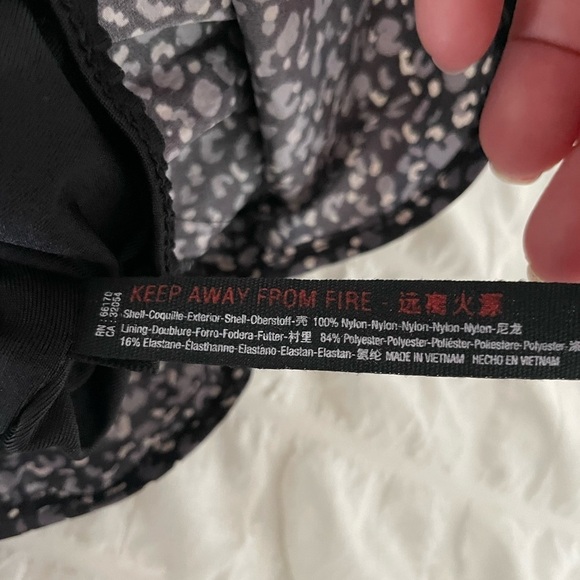 RN: 66170
CA: 32054
KEEP AWAY FROM FIRE - 远离火源
Shell-Coquille-Exterior-Shell-Oberstoff-壳 100% Nylon-Nylon-Nylon-Nylon-Nylon-尼龙
Lining-Doublure-Forro-Fodera-Futter-衬里 84% Polyester-Polyester-Poliéster-Poliestere-Polyester-涤
16% Elastane-Élasthanne-Elastano-Elastan-Elastan-氨纶 MADE IN VIETNAM HECHO EN VIETNAM